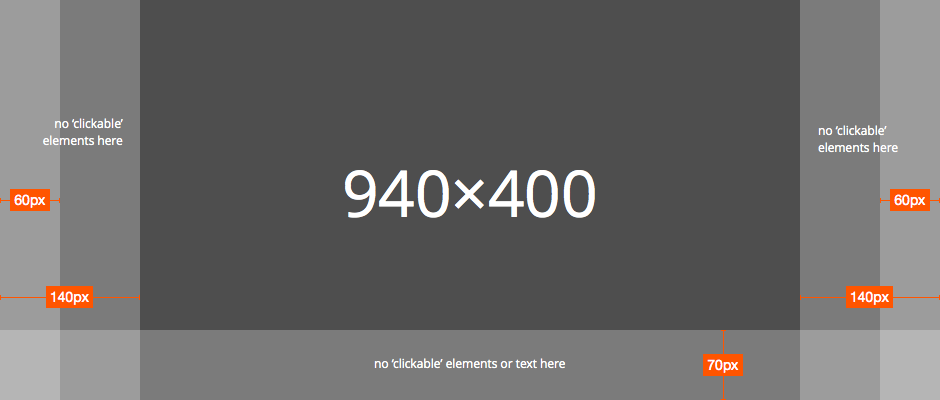 no ‘clickable’
elements here
no ‘clickable’
elements here
940×400
60px
60px
140px
140px
no ‘clickable’ elements or text here
70px